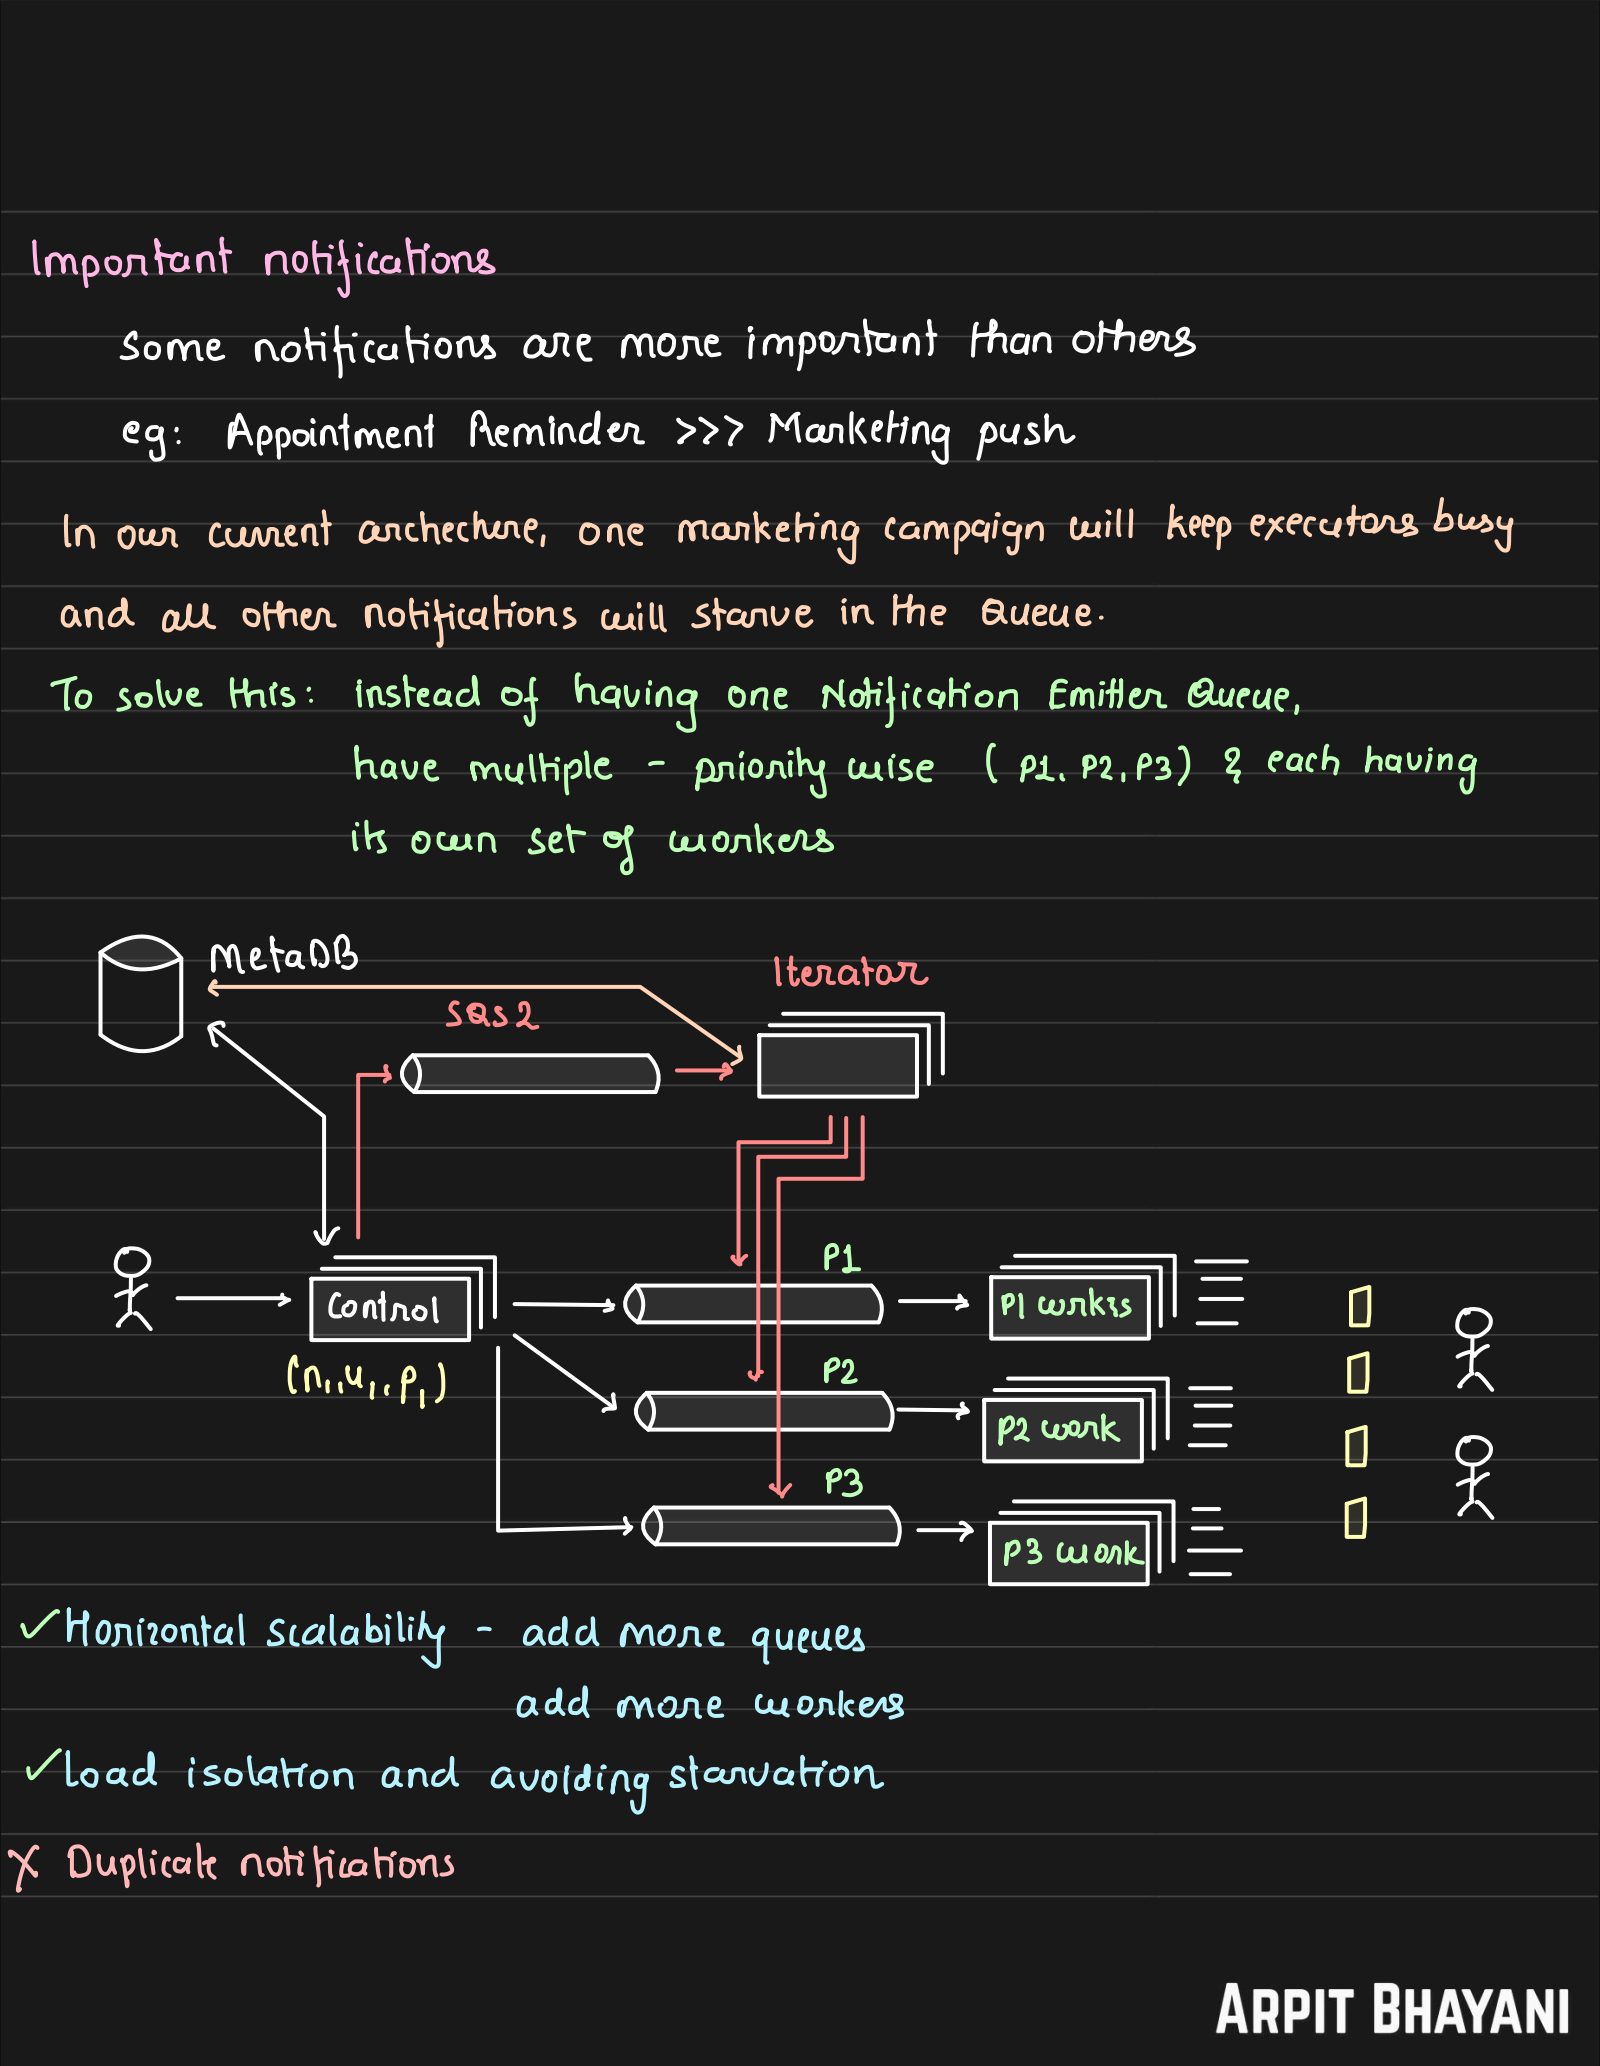 Important notifications
Some notifications are more important than others
eg: Appointment Reminder >>> Marketing push
In our current archecture, one marketing campaign will keep executors busy
and all other notifications will starve in the Queue.
To solve this: instead of having one Notification Emitter Queue,
have multiple - priority wise (P1, P2, P3) & each having
its own set of workers
MetaDB
Iterator
SQS 2
P1
Control
P1 workrs
(n1, u1, p1)
P2
P2 work
P3
P3 work
✓ Horizontal scalability - add more queues
add more workers
✓ Load isolation and avoiding starvation
X Duplicate notifications
ARPIT BHAYANI